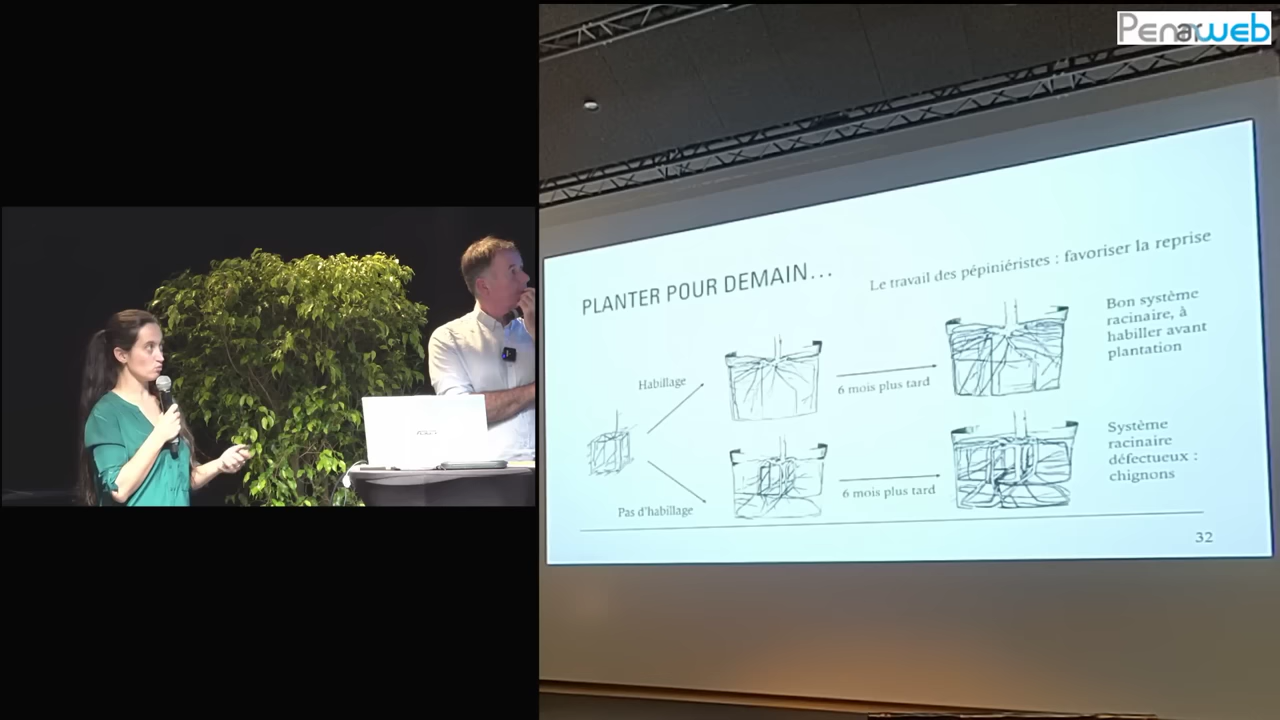 Penarweb
PLANTER POUR DEMAIN...
Le travail des pépiniéristes : favoriser la reprise
Habillage
6 mois plus tard
Bon système
racinaire, à
habiller avant
plantation
Pas d'habillage
6 mois plus tard
Système
racinaire
défectueux :
chignons
32